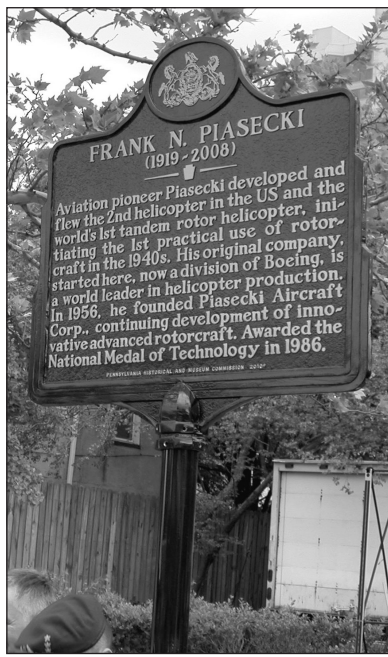 FRANK N. PIASECKI
(1919-2008)
Aviation pioneer Piasecki developed and
flew the 2nd helicopter in the US and the
world's 1st tandem rotor helicopter, ini-
tiating the 1st practical use of rotor-
craft in the 1940s. His original company,
started here, now a division of Boeing, is
a world leader in helicopter production.
In 1956, he founded Piasecki Aircraft
Corp., continuing development of inno-
vative advanced rotorcraft. Awarded the
National Medal of Technology in 1986.
PENNSYLVANIA HISTORICAL AND MUSEUM COMMISSION 2010